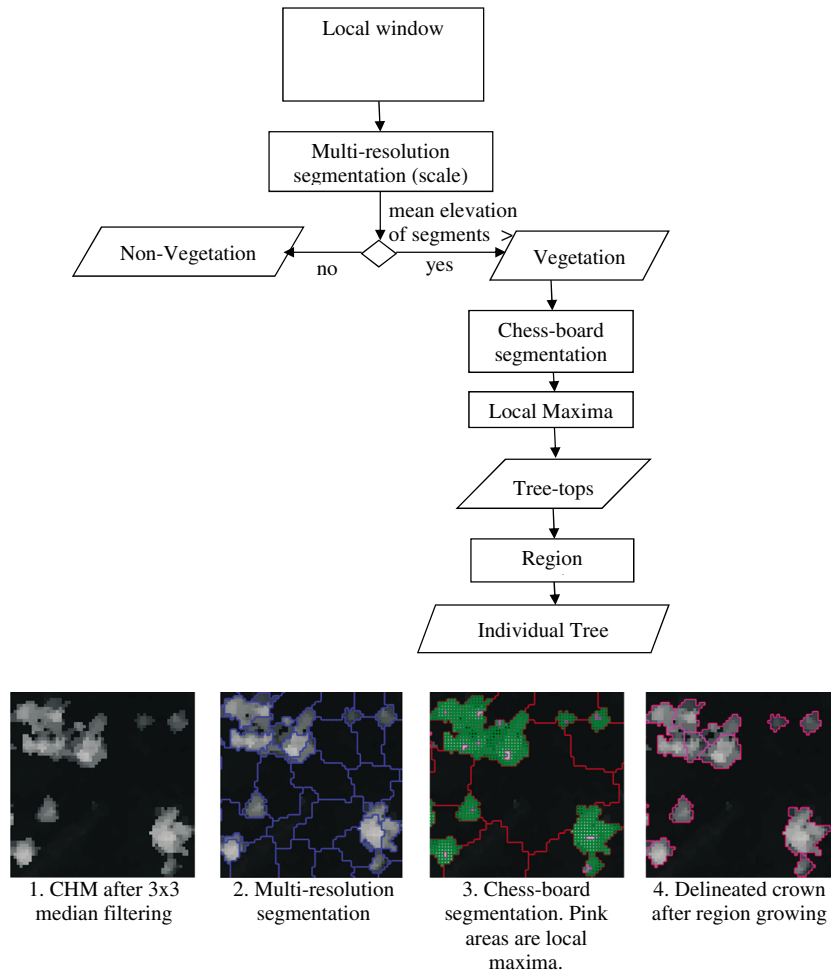 Local window
Multi-resolution
segmentation (scale)
mean elevation
of segments >
Non-Vegetation
no
yes
Vegetation
Chess-board
segmentation
Local Maxima
Tree-tops
Region
Individual Tree
1. CHM after 3x3
median filtering
2. Multi-resolution
segmentation
3. Chess-board
segmentation. Pink
areas are local
maxima.
4. Delineated crown
after region growing